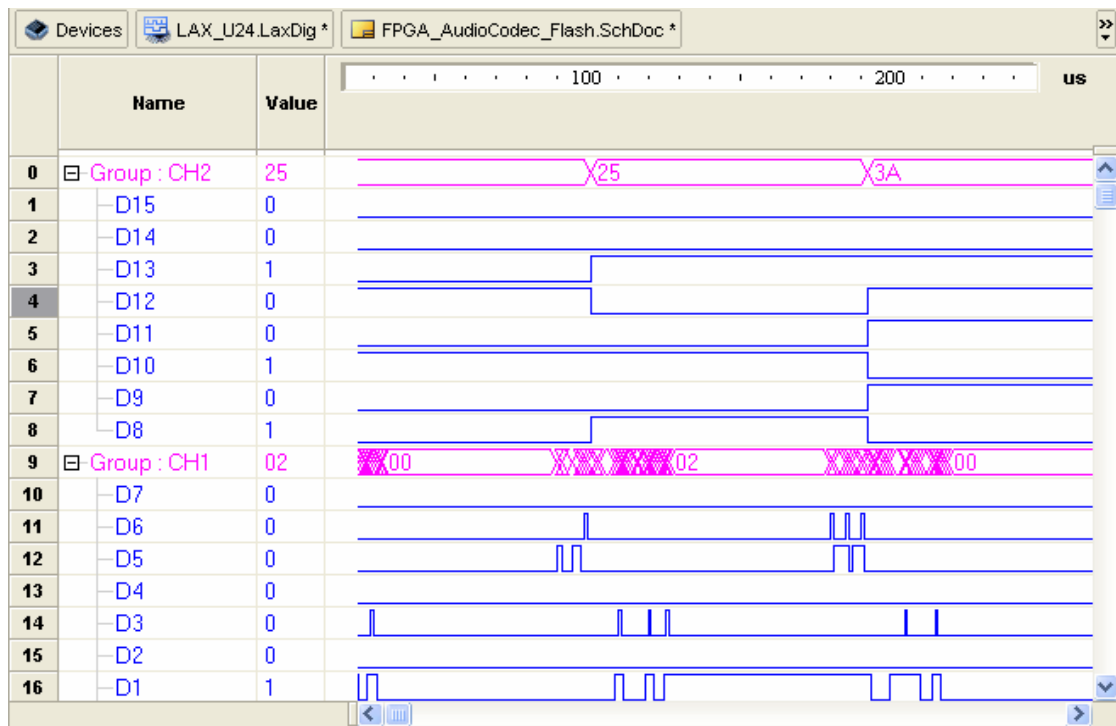 Devices LAX_U24.LaxDig * FPGA_AudioCodec_Flash.SchDoc *
Name Value 100 200 us
0 Group : CH2 25 25 3A
1 D15 0
2 D14 0
3 D13 1
4 D12 0
5 D11 0
6 D10 1
7 D9 0
8 D8 1
9 Group : CH1 02 00 02 00
10 D7 0
11 D6 0
12 D5 0
13 D4 0
14 D3 0
15 D2 0
16 D1 1